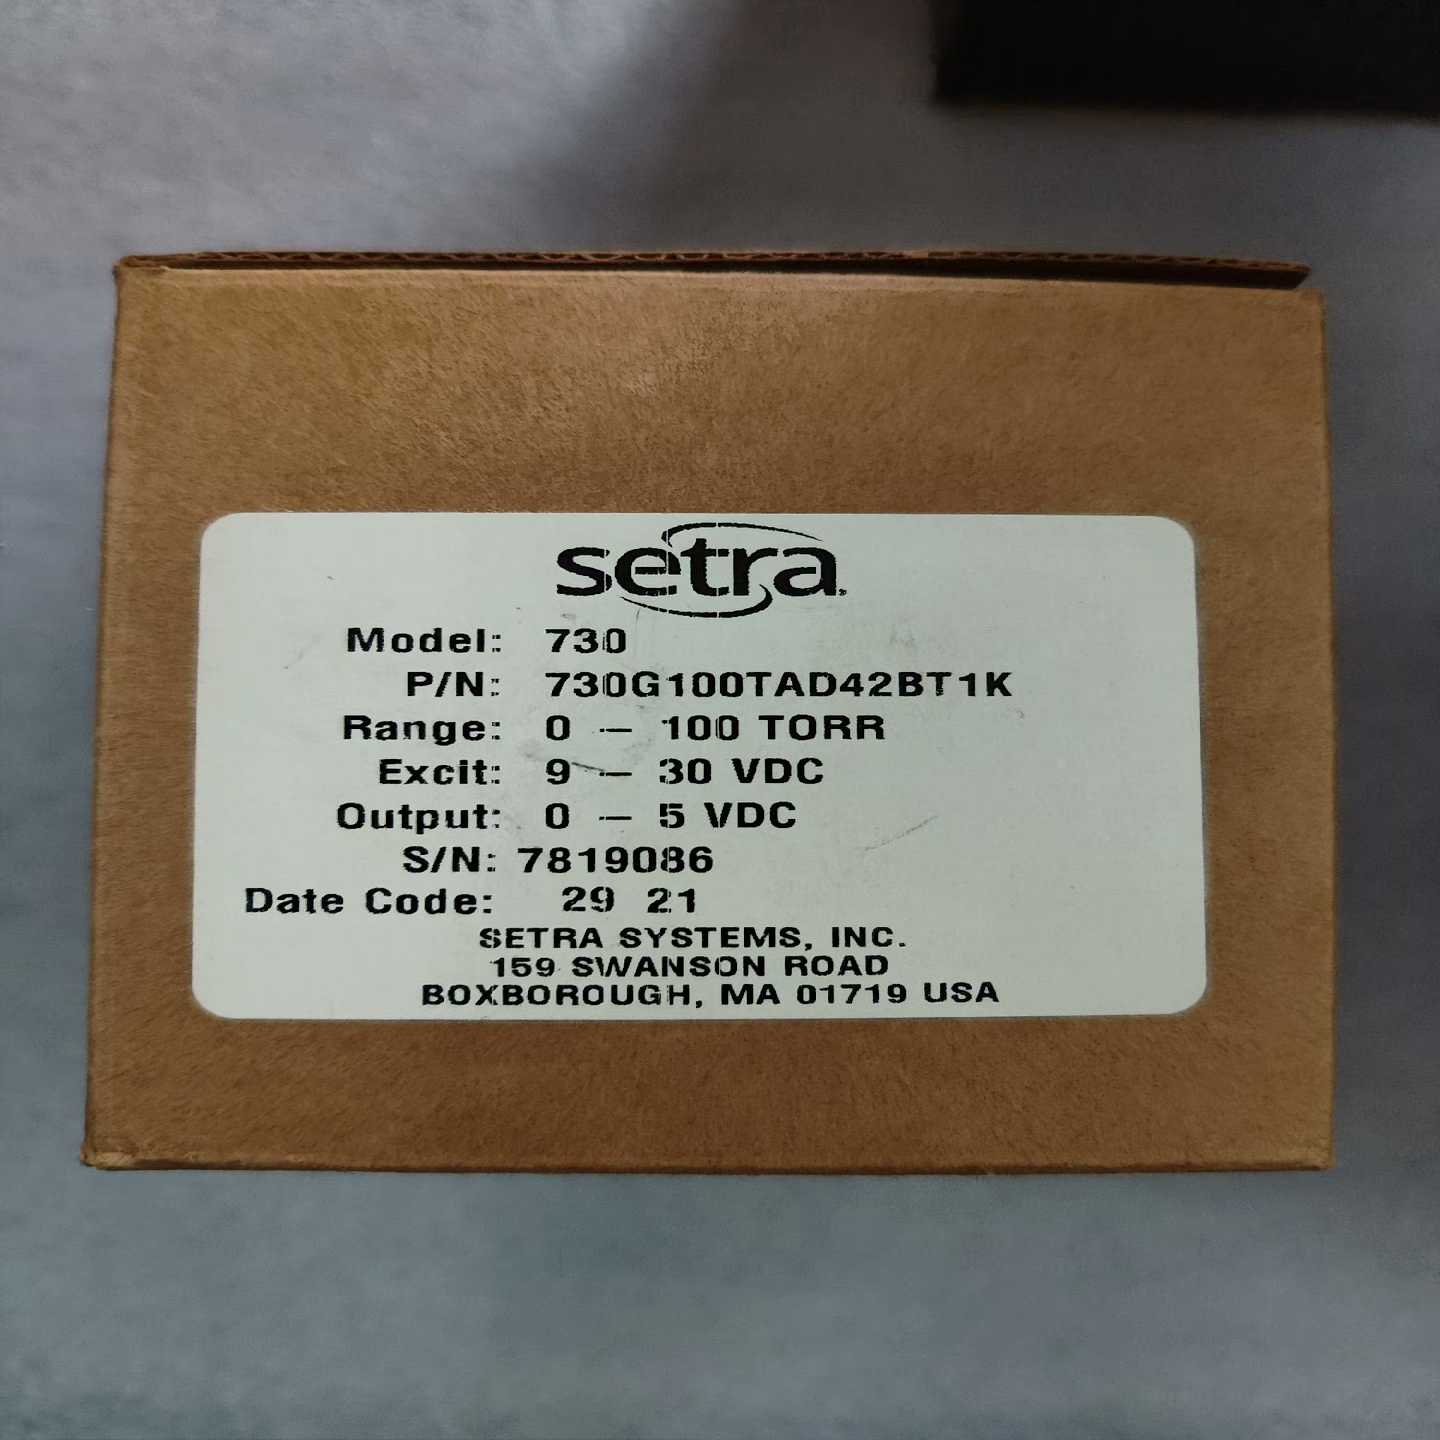 setra
Model: 730
P/N: 730G100TAD42BT1K
Range: 0 – 100 TORR
Excit: 9 – 30 VDC
Output: 0 – 5 VDC
S/N: 7819086
Date Code: 29 21
SETRA SYSTEMS, INC.
159 SWANSON ROAD
BOXBOROUGH, MA 01719 USA